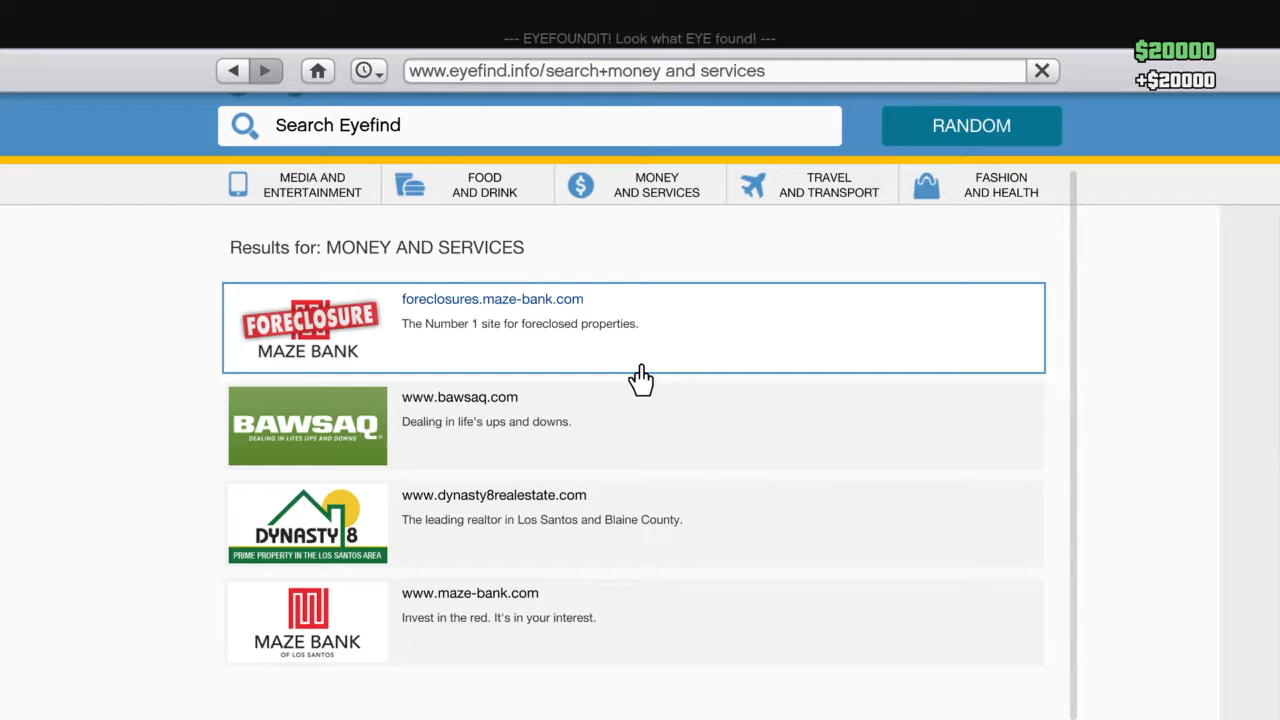 --- EYEFOUNDIT! Look what EYE found! ---
$20000
www.eyefind.info/search+money and services
+$20000
Search Eyefind
RANDOM
MEDIA AND
ENTERTAINMENT
FOOD
AND DRINK
MONEY
AND SERVICES
TRAVEL
AND TRANSPORT
FASHION
AND HEALTH
Results for: MONEY AND SERVICES
FORECLOSURE
MAZE BANK
foreclosures.maze-bank.com
The Number 1 site for foreclosed properties.
BAWSAQ
DEALING IN LIFES UPS AND DOWNS
www.bawsaq.com
Dealing in life's ups and downs.
DYNASTY 8
PRIME PROPERTY IN THE LOS SANTOS AREA
www.dynasty8realestate.com
The leading realtor in Los Santos and Blaine County.
MAZE BANK
OF LOS SANTOS
www.maze-bank.com
Invest in the red. It's in your interest.